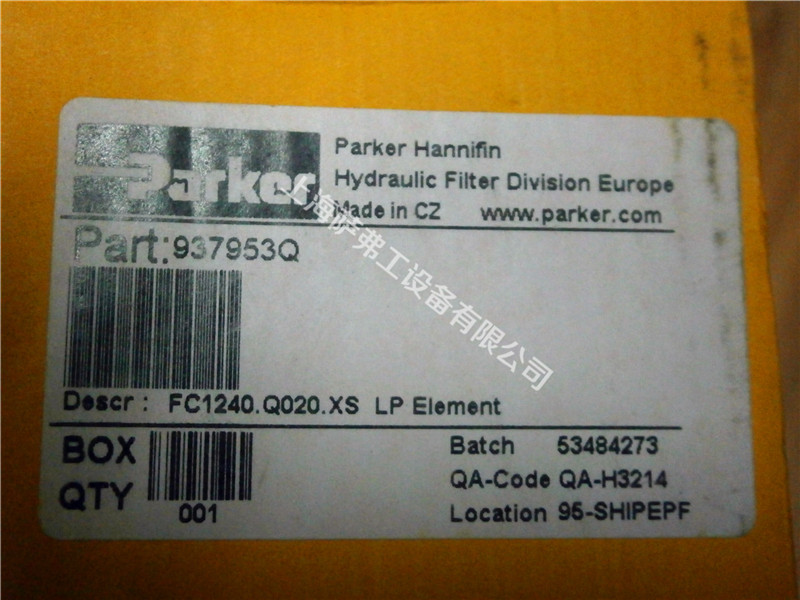 Parker
Parker Hannifin
Hydraulic Filter Division Europe
Made in CZ www.parker.com
Part: 937953Q
Descr : FC1240.Q020.XS LP Element
BOX
QTY
001
Batch 53484273
QA-Code QA-H3214
Location 95-SHIPEPF
上海萨弗工设备有限公司